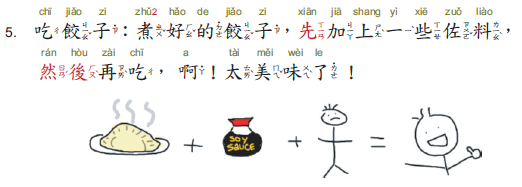 chī jiǎo zi zhǔ2 hǎo de jiǎo zi xiān jiā shang yì xiē zuǒ liào
5. 吃餃子：煮好的餃子，先加上一些佐料，
rán hòu zài chī a tài měi wèi le
然後再吃，啊！太美味了！
SOY SAUCE